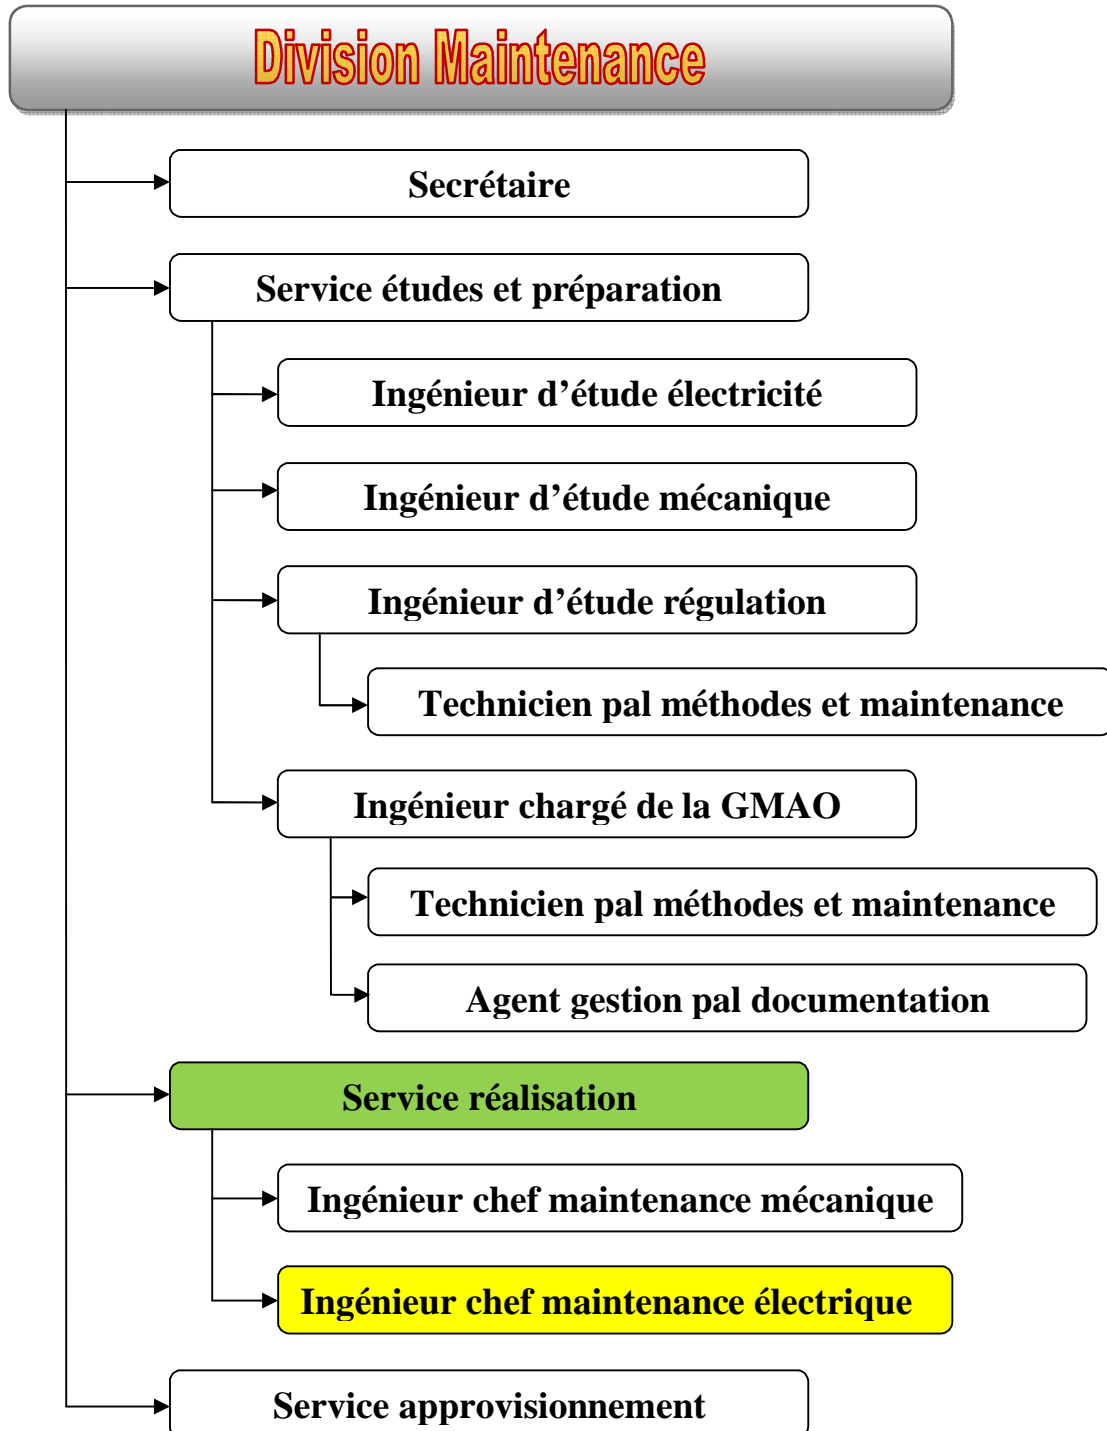 Division Maintenance
Secrétaire
Service études et préparation
Ingénieur d’étude électricité
Ingénieur d’étude mécanique
Ingénieur d’étude régulation
Technicien pal méthodes et maintenance
Ingénieur chargé de la GMAO
Technicien pal méthodes et maintenance
Agent gestion pal documentation
Service réalisation
Ingénieur chef maintenance mécanique
Ingénieur chef maintenance électrique
Service approvisionnement